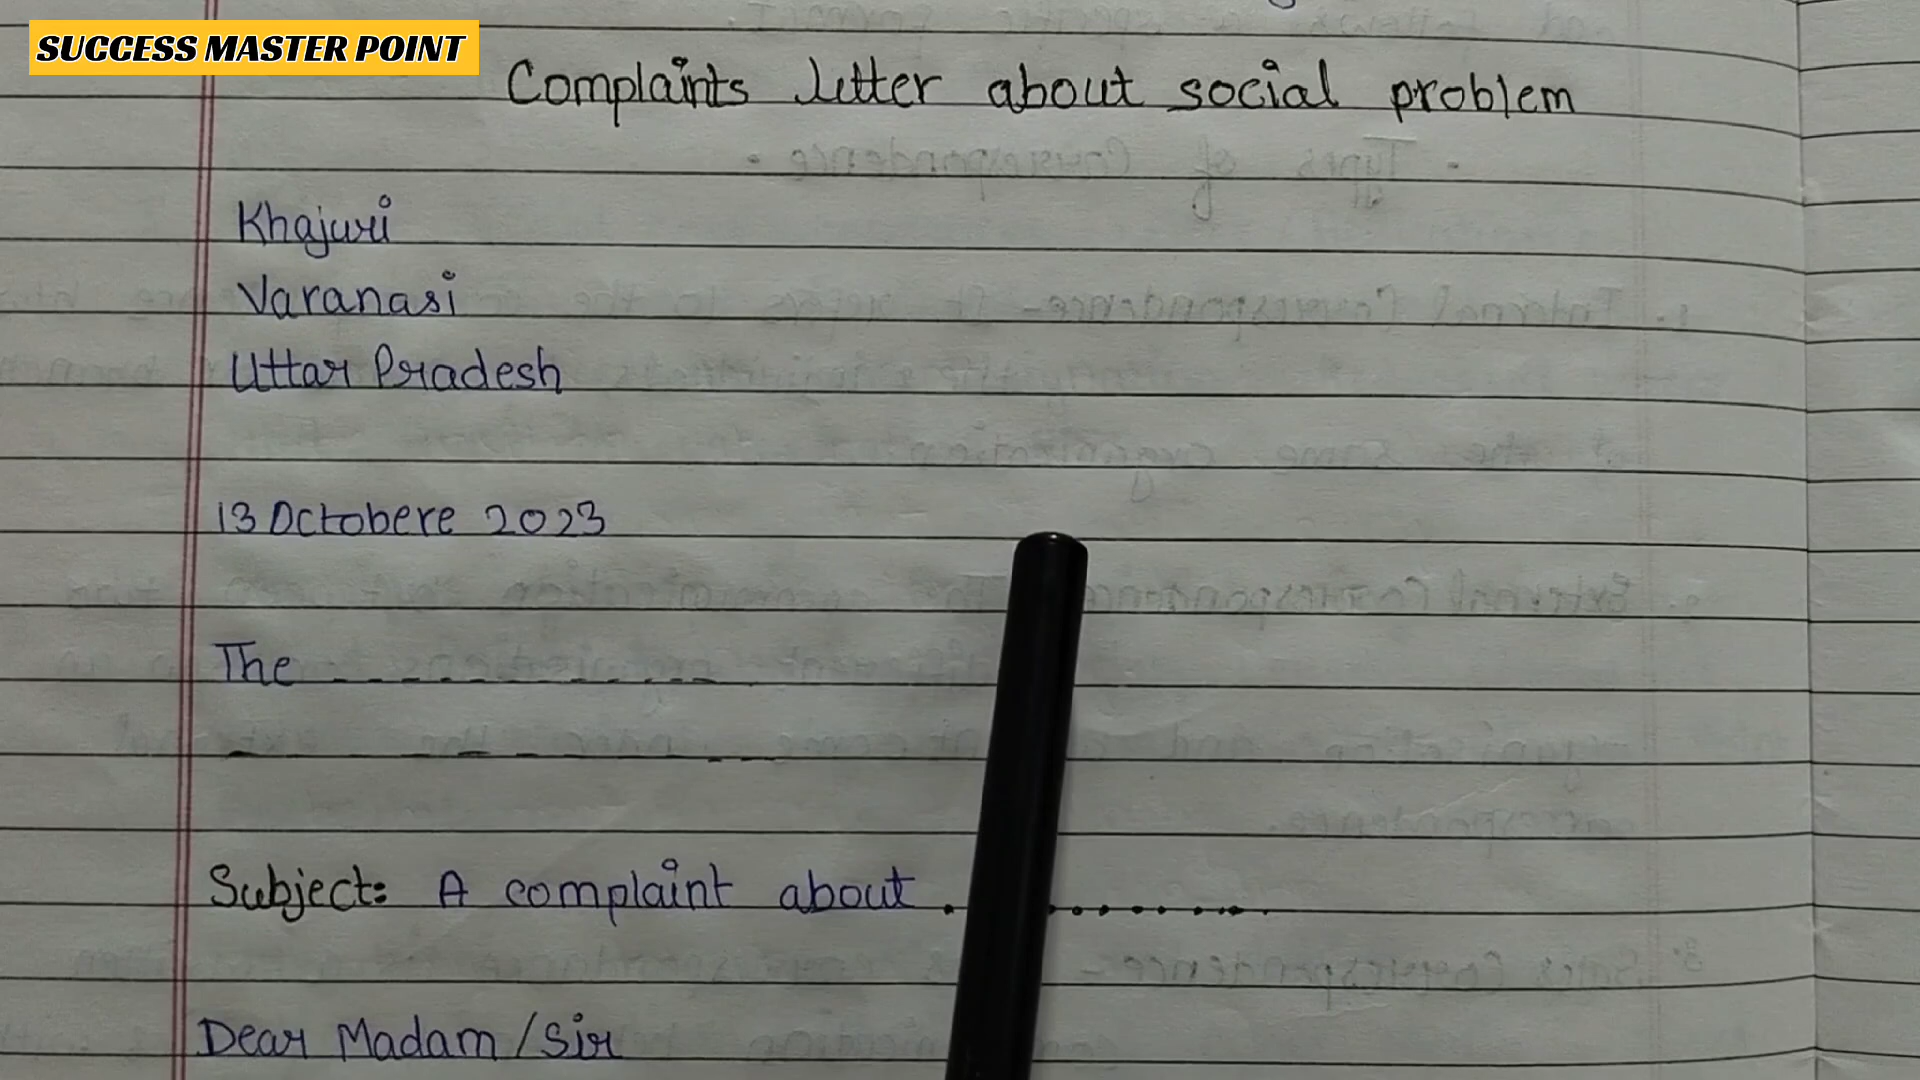 SUCCESS MASTER POINT
Complaints letter about social problem
Khajuri
Varanasi
Uttar Pradesh
13 Octobere 2023
The ------------
------------
Subject: A complaint about ............
Dear Madam/Sir